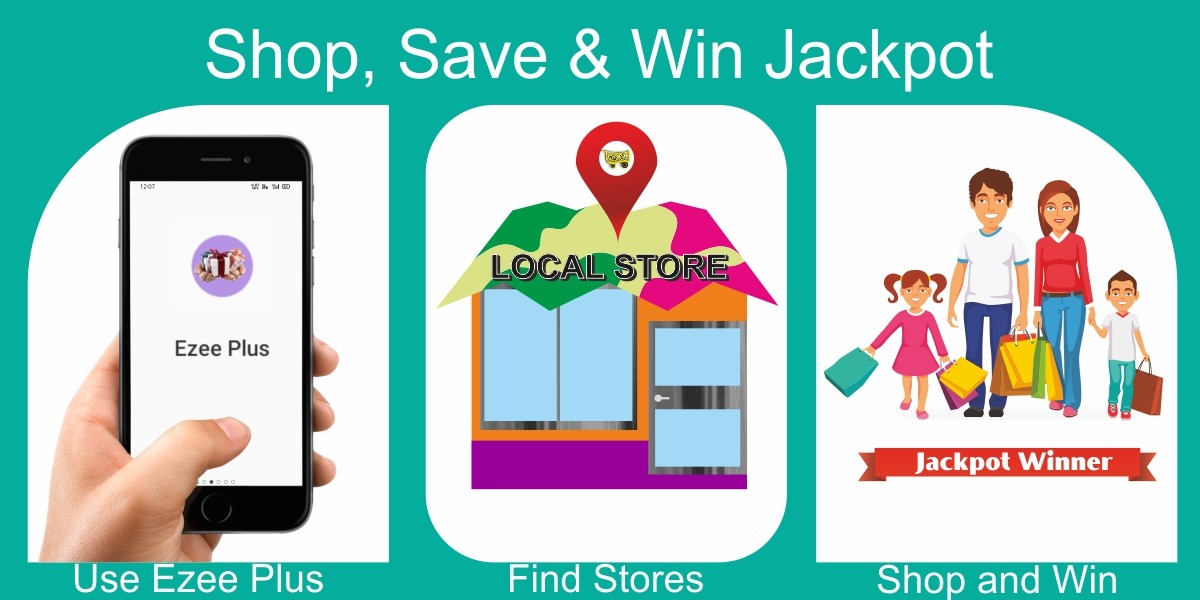 Shop, Save & Win Jackpot
12:07
Ezee Plus
LOCAL STORE
Jackpot Winner
Use Ezee Plus
Find Stores
Shop and Win